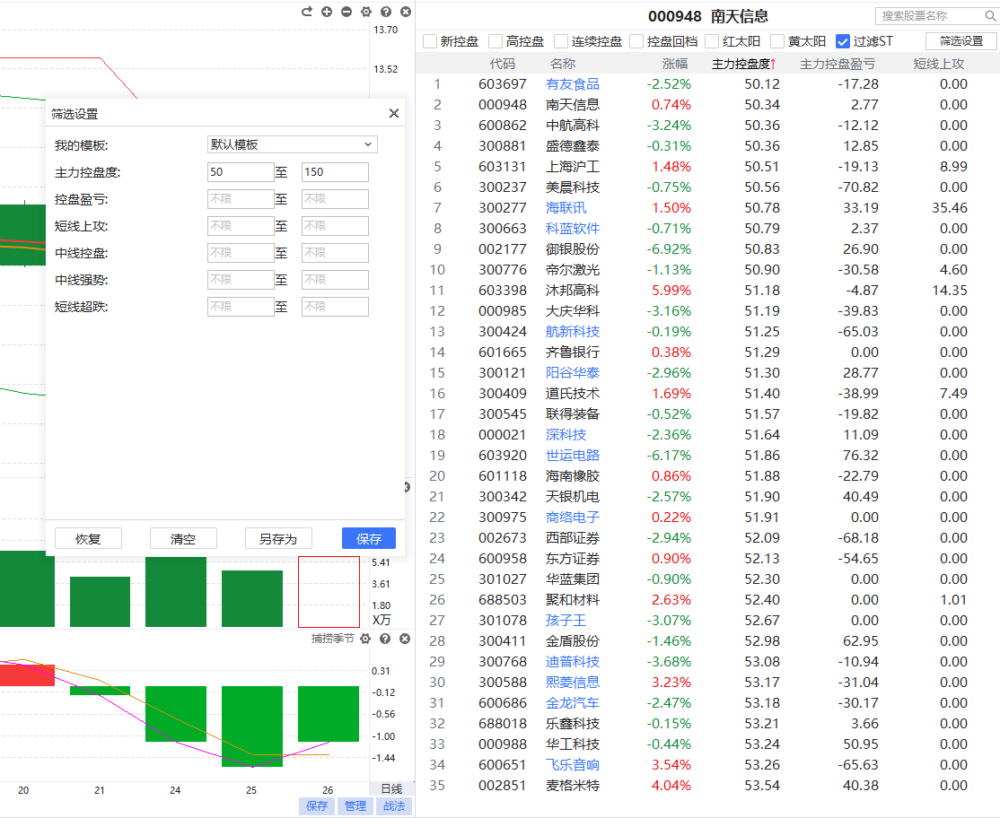 000948 南天信息
搜索股票名称
13.70
13.52
新控盘 高控盘 连续控盘 控盘回档 红太阳 黄太阳 过滤ST 筛选设置
代码 名称 涨幅 主力控盘度↑ 主力控盘盈亏 短线上攻
1 603697 有友食品 -2.52% 50.12 -17.28 0.00
2 000948 南天信息 0.74% 50.34 2.77 0.00
3 600862 中航高科 -3.24% 50.36 -12.12 0.00
4 300881 盛德鑫泰 -0.31% 50.36 12.85 0.00
5 603131 上海沪工 1.48% 50.51 -19.13 8.99
6 300237 美晨科技 -0.75% 50.56 -70.82 0.00
7 300277 海联讯 1.50% 50.78 33.19 35.46
8 300663 科蓝软件 -0.71% 50.79 2.37 0.00
9 002177 御银股份 -6.92% 50.83 26.90 0.00
10 300776 帝尔激光 -1.13% 50.90 -30.58 4.60
11 603398 沐邦高科 5.99% 51.18 -4.87 14.35
12 000985 大庆华科 -3.16% 51.19 -39.83 0.00
13 300424 航新科技 -0.19% 51.25 -65.03 0.00
14 601665 齐鲁银行 0.38% 51.29 0.00 0.00
15 300121 阳谷华泰 -2.96% 51.30 28.77 0.00
16 300409 道氏技术 1.69% 51.40 -38.99 7.49
17 300545 联得装备 -0.52% 51.57 -19.82 0.00
18 000021 深科技 -2.36% 51.64 11.09 0.00
19 603920 世运电路 -6.17% 51.86 76.32 0.00
20 601118 海南橡胶 0.86% 51.88 -22.79 0.00
21 300342 天银机电 -2.57% 51.90 40.49 0.00
22 300975 商络电子 0.22% 51.91 0.00 0.00
23 002673 西部证券 -2.94% 52.09 -68.18 0.00
24 600958 东方证券 0.90% 52.13 -54.65 0.00
25 301027 华蓝集团 -0.90% 52.30 0.00 0.00
26 688503 聚和材料 2.63% 52.40 0.00 1.01
27 301078 孩子王 -3.07% 52.67 0.00 0.00
28 300411 金盾股份 -1.46% 52.98 62.95 0.00
29 300768 迪普科技 -3.68% 53.08 -10.94 0.00
30 300588 熙菱信息 3.23% 53.17 -31.04 0.00
31 600686 金龙汽车 -2.47% 53.18 -30.17 0.00
32 688018 乐鑫科技 -0.15% 53.21 3.66 0.00
33 000988 华工科技 -0.44% 53.24 50.95 0.00
34 600651 飞乐音响 3.54% 53.26 -65.63 0.00
35 002851 麦格米特 4.04% 53.54 40.38 0.00
筛选设置
我的模板: 默认模板
主力控盘度: 50 至 150
控盘盈亏: 不限 至 不限
短线上攻: 不限 至 不限
中线控盘: 不限 至 不限
中线强势: 不限 至 不限
短线超跌: 不限 至 不限
恢复 清空 另存为 保存
5.41
3.61
1.80
X万
捕捞季节
0.31
-0.12
-0.56
-1.00
-1.44
20 21 24 25 26 日线
保存 管理 战法